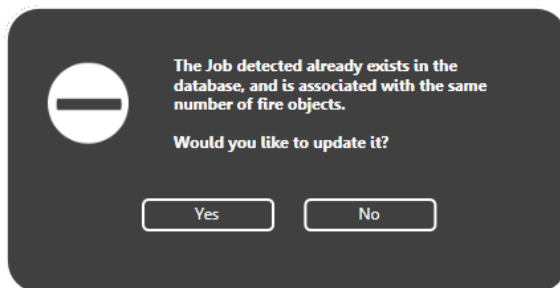 The Job detected already exists in the
database, and is associated with the same
number of fire objects.
Would you like to update it?
Yes
No